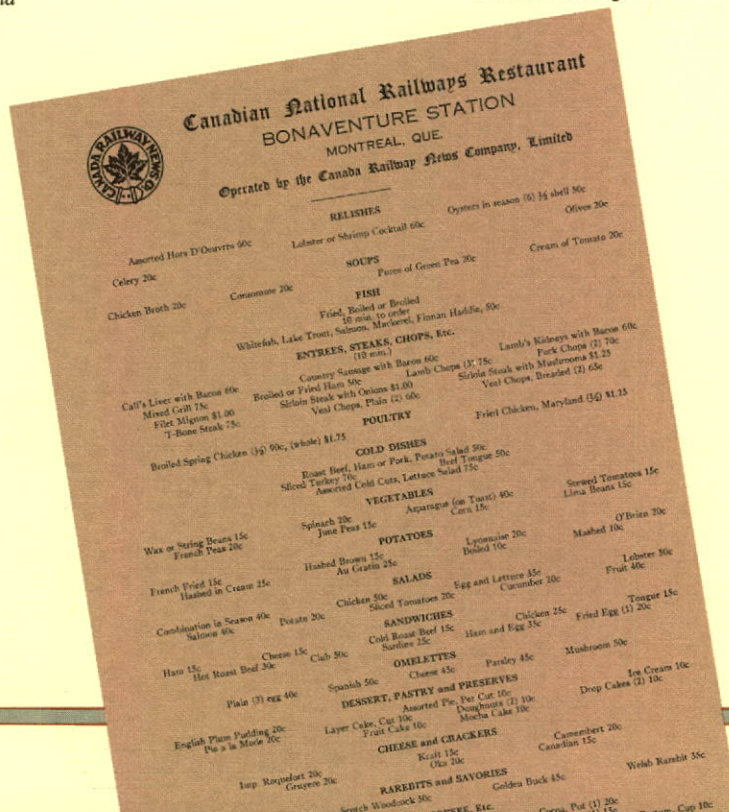 Canadian National Railways Restaurant
BONAVENTURE STATION
MONTREAL, QUE.
Operated by the Canada Railway News Company, Limited
CANADA RAILWAY NEWS CO.
RELISHES
Assorted Hors D'Oeuvres 60c Lobster or Shrimp Cocktail 60c Oysters in season (6) ½ shell 50c
Celery 20c Olives 20c
SOUPS
Chicken Broth 20c Consomme 20c Puree of Green Pea 20c Cream of Tomato 20c
FISH
Fried, Boiled or Broiled
10 min. to order
Whitefish, Lake Trout, Salmon, Mackerel, Finnan Haddie, 50c
ENTREES, STEAKS, CHOPS, Etc.
(10 min.)
Calf's Liver with Bacon 60c Country Sausage with Bacon 60c Lamb's Kidneys with Bacon 60c
Mixed Grill 75c Broiled or Fried Ham 50c Lamb Chops (3) 75c Pork Chops (2) 70c
Filet Mignon $1.00 Sirloin Steak with Onions $1.00 Sirloin Steak with Mushrooms $1.25
T-Bone Steak 75c Veal Chops, Plain (2) 60c Veal Chops, Breaded (2) 65c
POULTRY
Broiled Spring Chicken (½) 90c, (whole) $1.75 Fried Chicken, Maryland (½) $1.25
COLD DISHES
Roast Beef, Ham or Pork, Potato Salad 50c
Sliced Turkey 70c Beef Tongue 50c
Assorted Cold Cuts, Lettuce Salad 75c
VEGETABLES
Wax or String Beans 15c Spinach 20c Asparagus (on Toast) 40c Stewed Tomatoes 15c
French Peas 20c June Peas 15c Corn 15c Lima Beans 15c
POTATOES
French Fried 15c Hashed Brown 15c Lyonnaise 20c O'Brien 20c
Hashed in Cream 25c Au Gratin 25c Boiled 10c Mashed 10c
SALADS
Combination in Season 40c Chicken 50c Egg and Lettuce 35c Lobster 50c
Salmon 40c Potato 20c Sliced Tomatoes 20c Cucumber 20c Fruit 40c
SANDWICHES
Ham 15c Cheese 15c Cold Roast Beef 15c Chicken 25c Tongue 15c
Hot Roast Beef 30c Club 50c Sardine 25c Ham and Egg 35c Fried Egg (1) 20c
OMELETTES
Plain (3) egg 40c Spanish 50c Cheese 45c Parsley 45c Mushroom 50c
DESSERT, PASTRY and PRESERVES
English Plum Pudding 20c Assorted Pie, Per Cut 10c Ice Cream 10c
Pie a la Mode 20c Layer Cake, Cut 10c Doughnuts (2) 10c Drop Cakes (2) 10c
Fruit Cake 10c Mocha Cake 10c
CHEESE and CRACKERS
Imp. Roquefort 20c Kraft 15c Camembert 20c
Gruyere 20c Oka 20c Canadian 15c
RAREBITS and SAVORIES
Scotch Woodcock 50c Golden Buck 45c Welsh Rarebit 35c
Etc.
Cocoa, Pot (1) 20c
Cup 10c